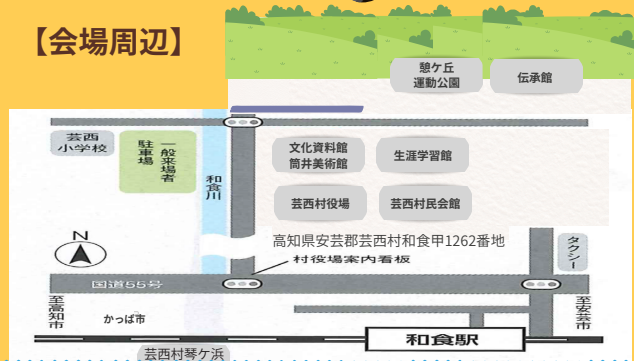 【会場周辺】
憩ケ丘
運動公園
伝承館
芸西
小学校
一般来場者
駐車場
和食川
文化資料館
筒井美術館
生涯学習館
芸西村役場
芸西村民会館
高知県安芸郡芸西村和食甲1262番地
村役場案内看板
タクシー
N
国道55号
至高知市
至安芸市
かっぱ市
和食駅
芸西村琴ケ浜